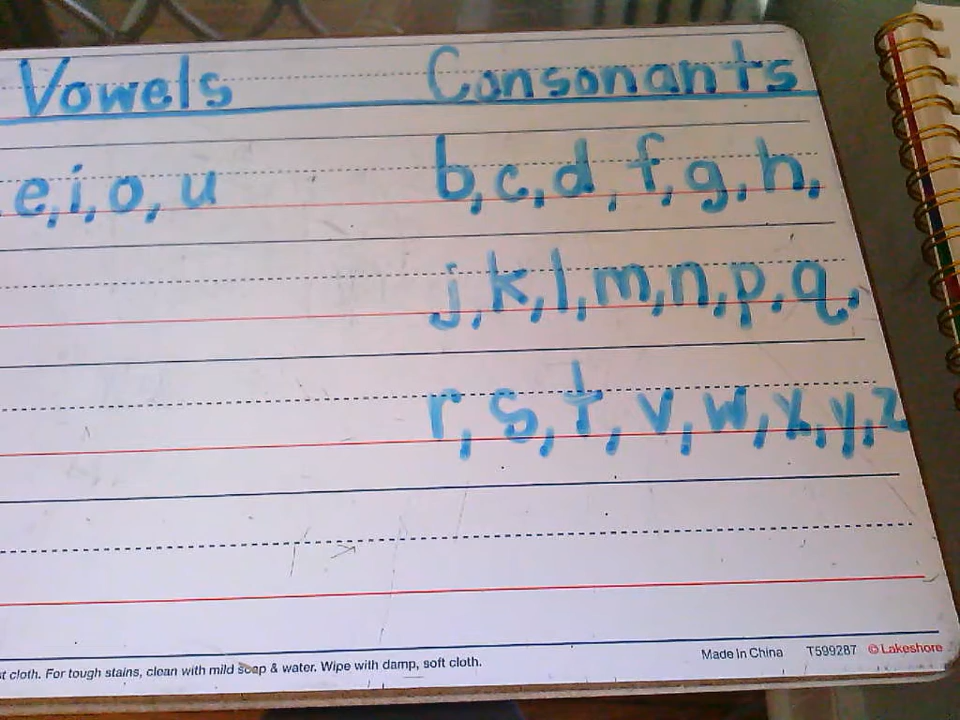 Vowels Consonants
e, i, o, u b, c, d, f, g, h,
j, k, l, m, n, p, q,
r, s, t, v, w, x, y, z
cloth. For tough stains, clean with mild soap & water. Wipe with damp, soft cloth.
Made In China T599287 © Lakeshore